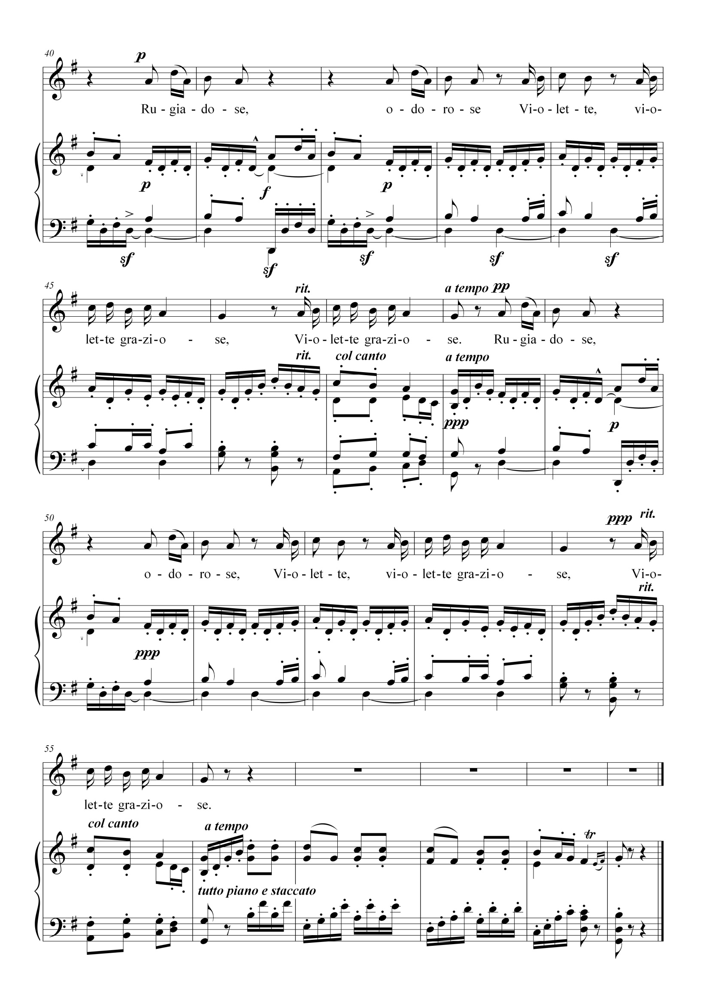 40
p
Ru - gia - do - se, o - do - ro - se Vi-o - let - te, vi-o-
p f p
sf sf sf sf sf
45
rit. a tempo pp
let-te gra-zi-o - se, Vi-o-let-te gra-zi-o - se. Ru - gia - do - se,
rit. col canto a tempo
ppp p
50
ppp rit.
o - do - ro - se, Vi-o - let - te, vi-o - let-te gra-zi-o - se, Vi-o-
rit.
ppp
55
let-te gra-zi-o - se.
col canto a tempo
tr
tutto piano e staccato